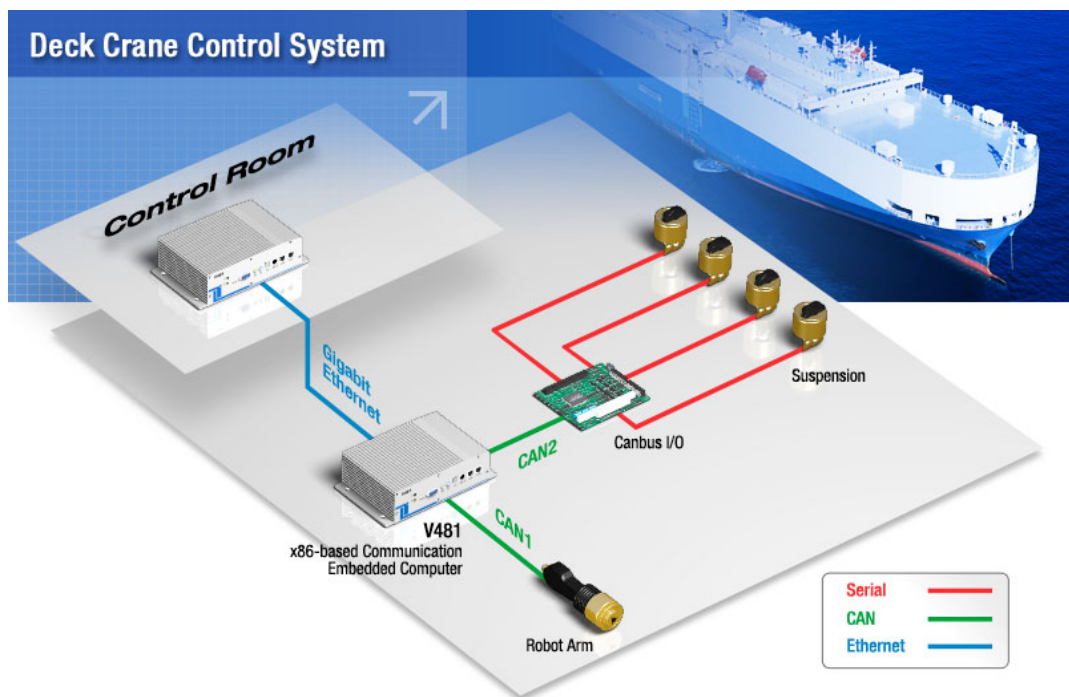 Deck Crane Control System
Control Room
Gigabit
Ethernet
Suspension
Canbus I/O
CAN2
V481
x86-based Communication
Embedded Computer
CAN1
Robot Arm
Serial
CAN
Ethernet